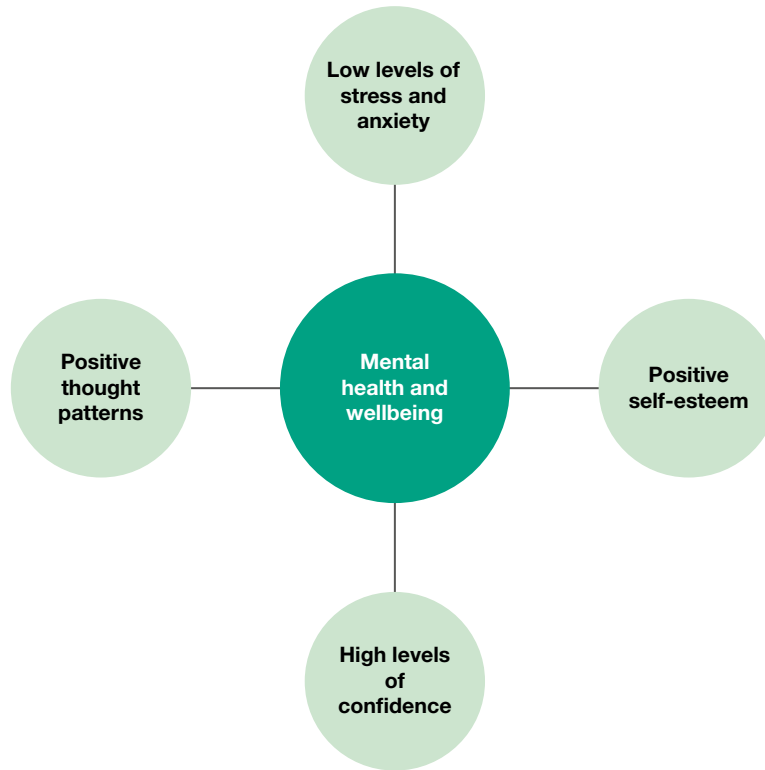 Low levels of
stress and
anxiety
Positive
thought
patterns
Mental
health and
wellbeing
Positive
self-esteem
High levels
of
confidence